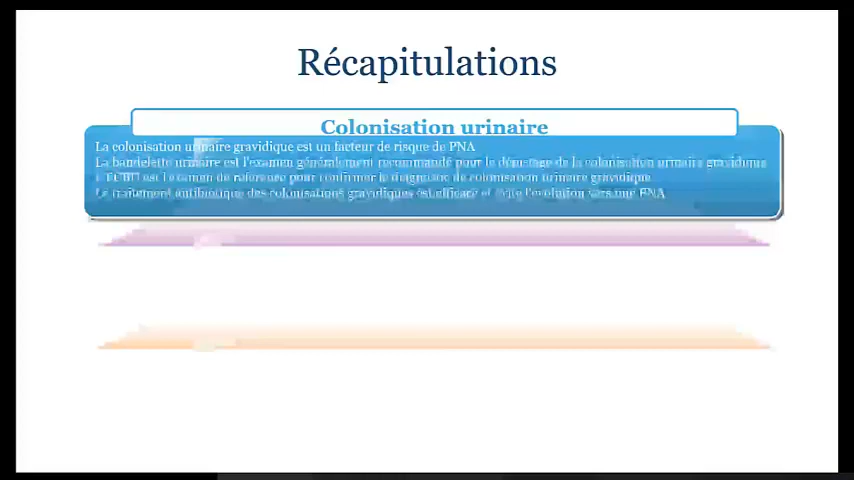 Récapitulations
Colonisation urinaire
La colonisation urinaire gravidique est un facteur de risque de PNA
La bandelette urinaire est l'examen généralement recommandé pour le dépistage de la colonisation urinaire gravidique
L'ECBU est l'examen de référence pour confirmer le diagnostic de colonisation urinaire gravidique
Le traitement antibiotique des colonisations gravidiques est efficace et évite l'évolution vers une PNA